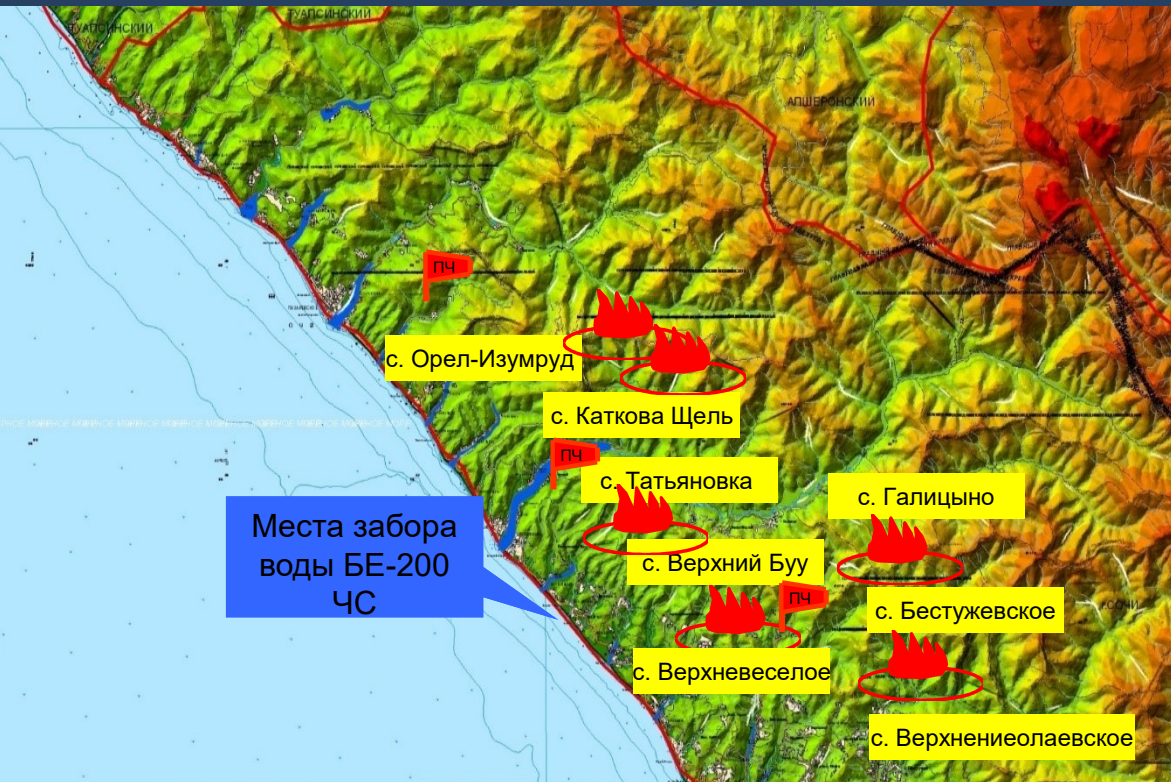 ТУАПСИНСКИЙ
ТУАПСИНСКИЙ
АПШЕРОНСКИЙ
ПЧ
с. Орел-Изумруд
с. Каткова Щель
ПЧ
с. Татьяновка
с. Галицыно
Места забора
воды БЕ-200
ЧС
с. Верхний Буу
ПЧ
с. Бестужевское
с. Верхневеселое
с. Верхнениеолаевское